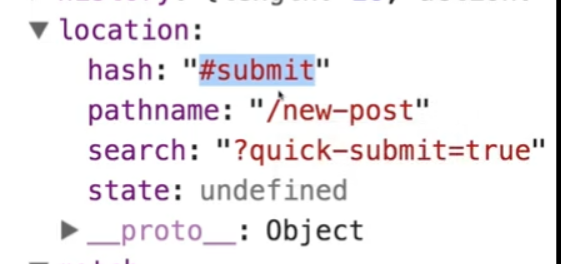 ▼ location:
hash: "#submit"
pathname: "/new-post"
search: "?quick-submit=true"
state: undefined
▶ __proto__: Object